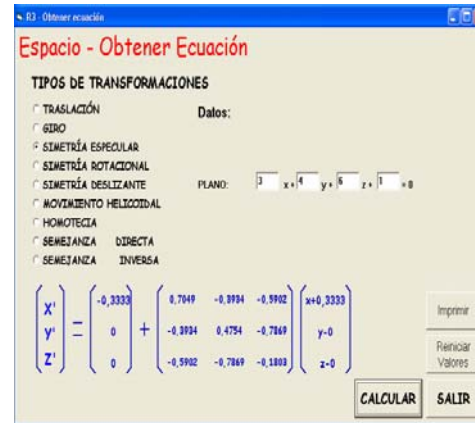 R3 - Obtener ecuación
Espacio - Obtener Ecuación
TIPOS DE TRANSFORMACIONES
TRASLACIÓN
Datos:
GIRO
SIMETRÍA ESPECULAR
SIMETRÍA ROTACIONAL
SIMETRÍA DESLIZANTE
PLANO: 3 x + 4 y + 6 z + 1 = 0
MOVIMIENTO HELICOIDAL
HOMOTECIA
SEMEJANZA DIRECTA
SEMEJANZA INVERSA
X' -0,3333 0,7049 -0,3934 -0,5902 x+0,3333
y' = 0 + -0,3934 0,4754 -0,7869 y-0
Z' 0 -0,5902 -0,7869 -0,1803 z-0
Imprimir
Reiniciar
Valores
CALCULAR
SALIR